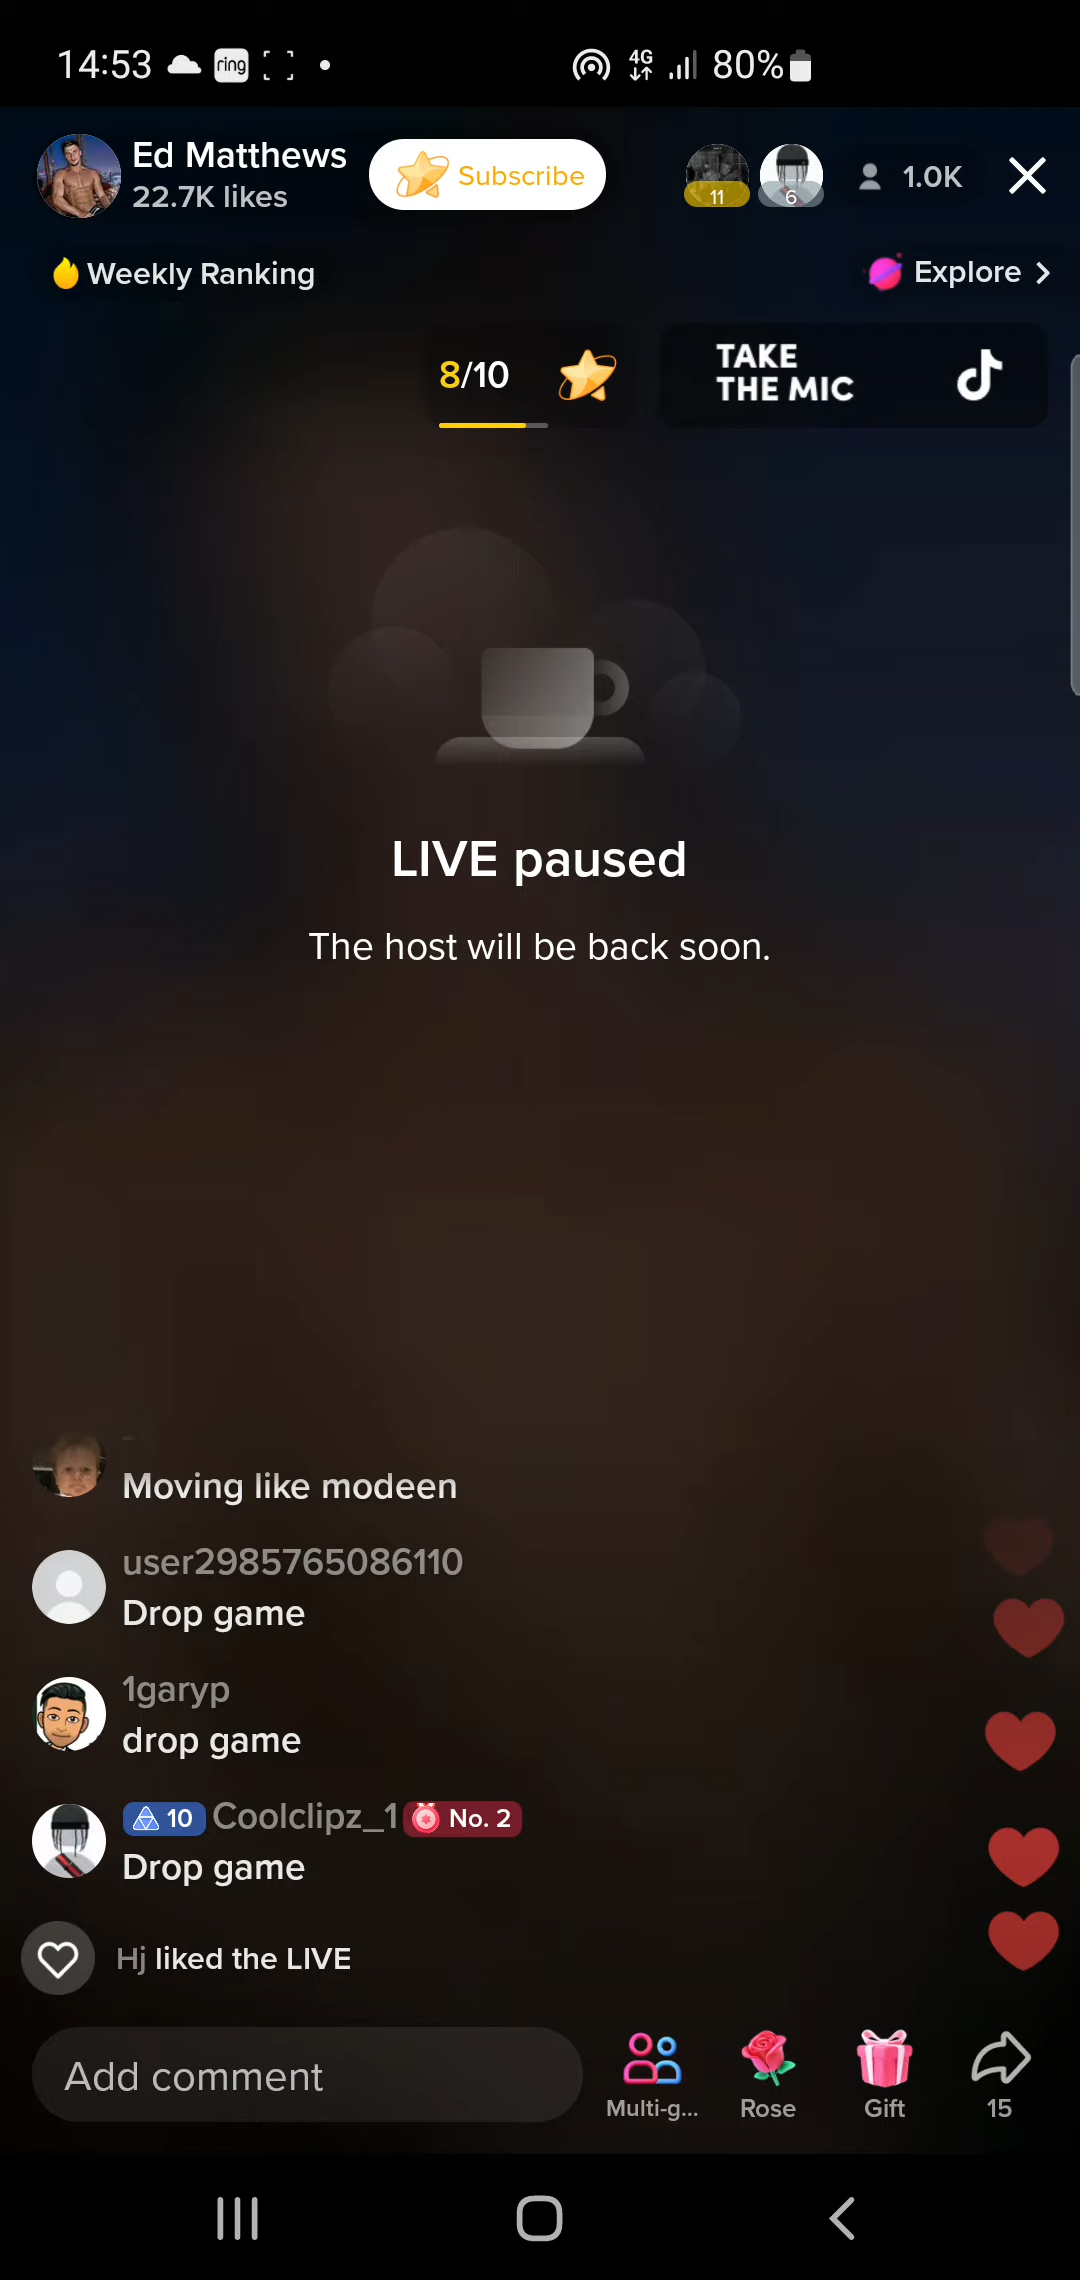 14:53
ring
4G
80%
Ed Matthews
22.7K likes
Subscribe
11
6
1.0K
Weekly Ranking
Explore
8/10
TAKE
THE MIC
LIVE paused
The host will be back soon.
Moving like modeen
user2985765086110
Drop game
1garyp
drop game
10 Coolclipz_1 No. 2
Drop game
Hj liked the LIVE
Add comment
Multi-g...
Rose
Gift
15